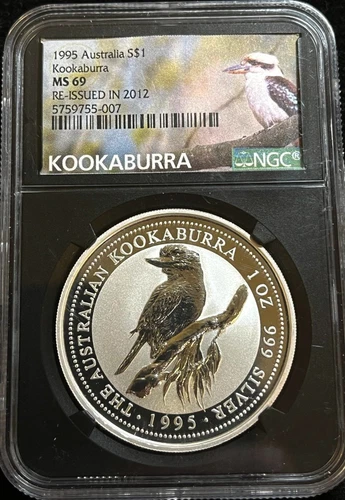 1995 Australia S$1
Kookaburra
MS 69
RE-ISSUED IN 2012
5759755-007
KOOKABURRA
NGC®
THE AUSTRALIAN KOOKABURRA 1 OZ 999 SILVER
· 1995 ·